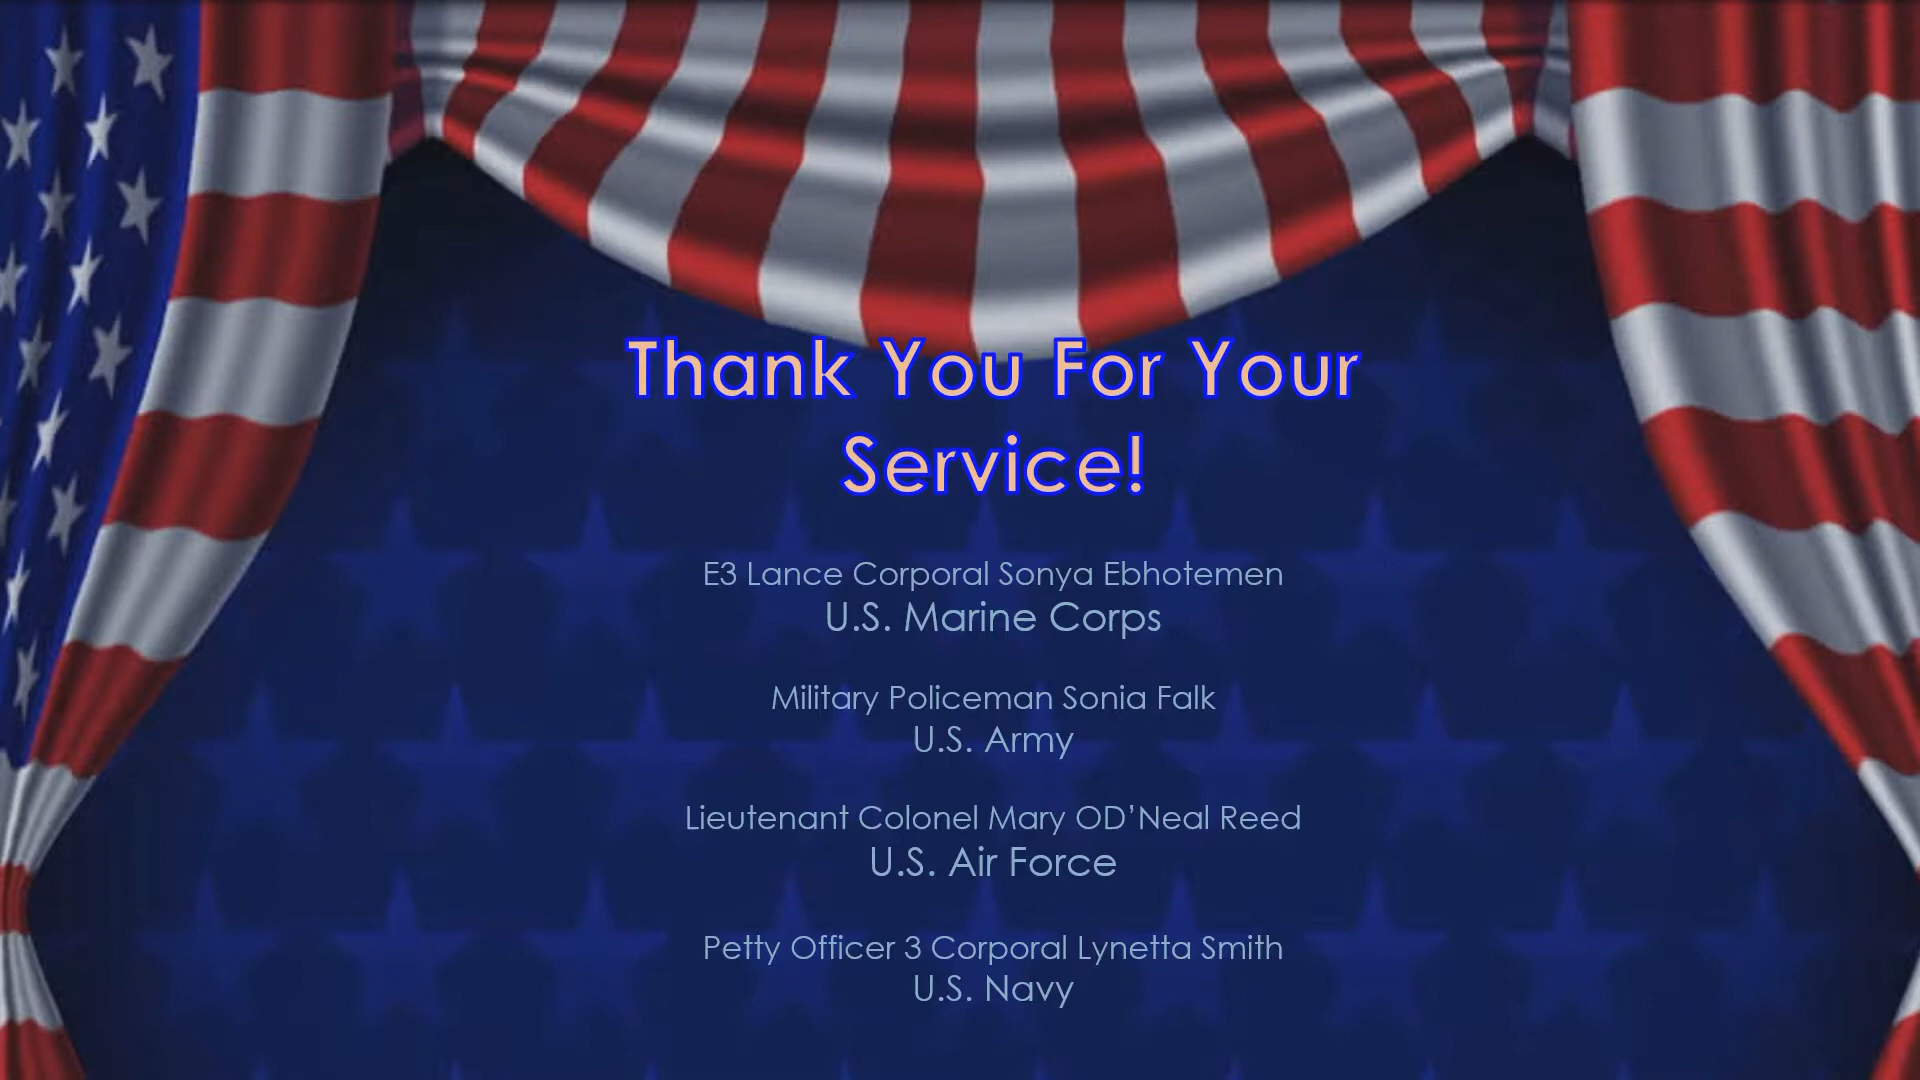 Thank You For Your
Service!
E3 Lance Corporal Sonya Ebhotemen
U.S. Marine Corps
Military Policeman Sonia Falk
U.S. Army
Lieutenant Colonel Mary OD’Neal Reed
U.S. Air Force
Petty Officer 3 Corporal Lynetta Smith
U.S. Navy